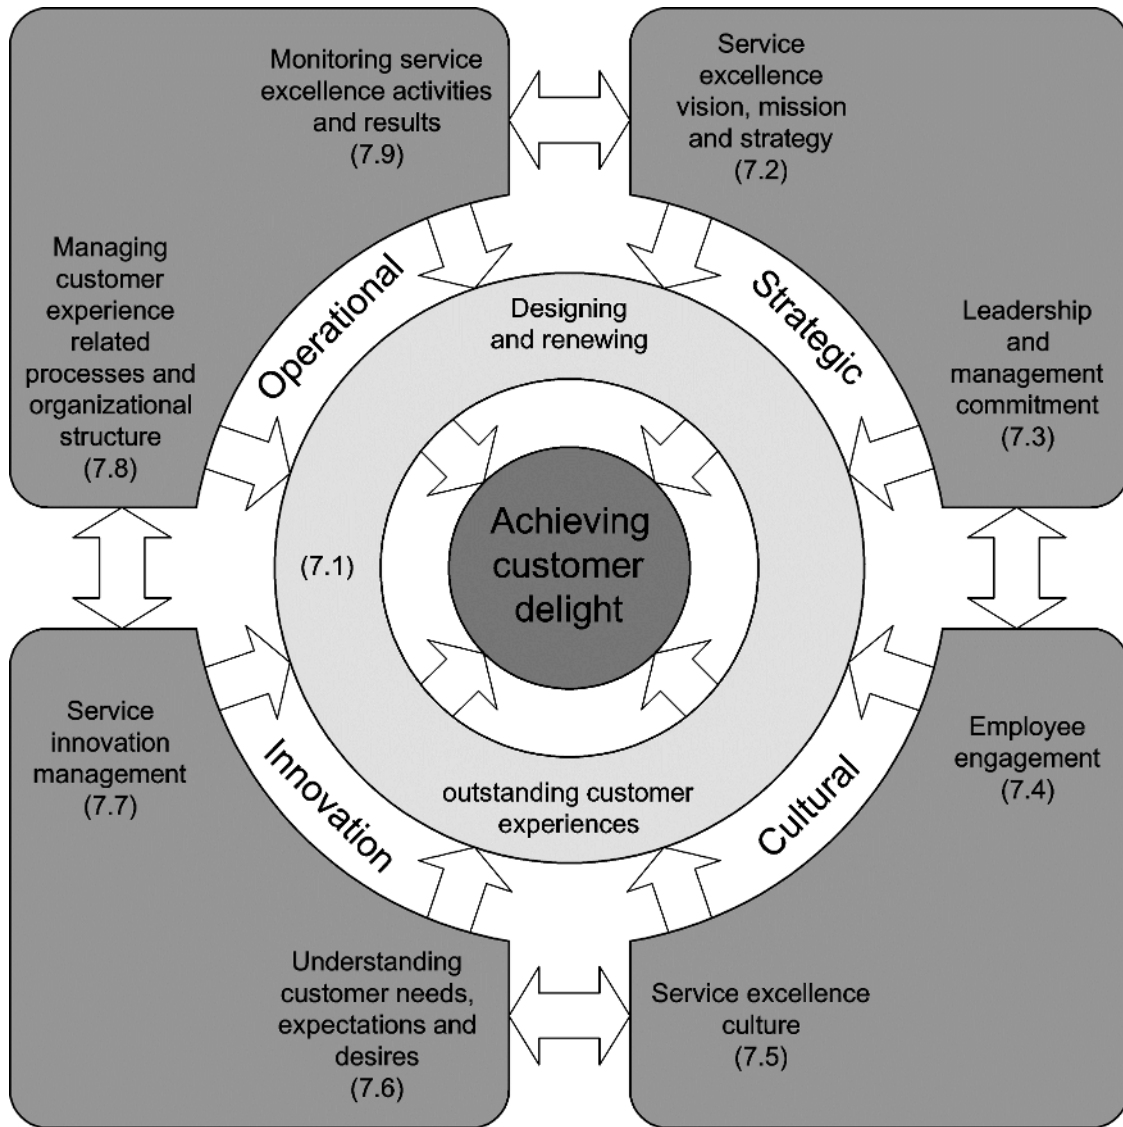 Monitoring service
excellence activities
and results
(7.9)
Service
excellence
vision, mission
and strategy
(7.2)
Managing
customer
experience
related
processes and
organizational
structure
(7.8)
Operational
Strategic
Leadership
and
management
commitment
(7.3)
Designing
and renewing
(7.1)
Achieving
customer
delight
outstanding customer
experiences
Service
innovation
management
(7.7)
Innovation
Cultural
Employee
engagement
(7.4)
Understanding
customer needs,
expectations and
desires
(7.6)
Service excellence
culture
(7.5)